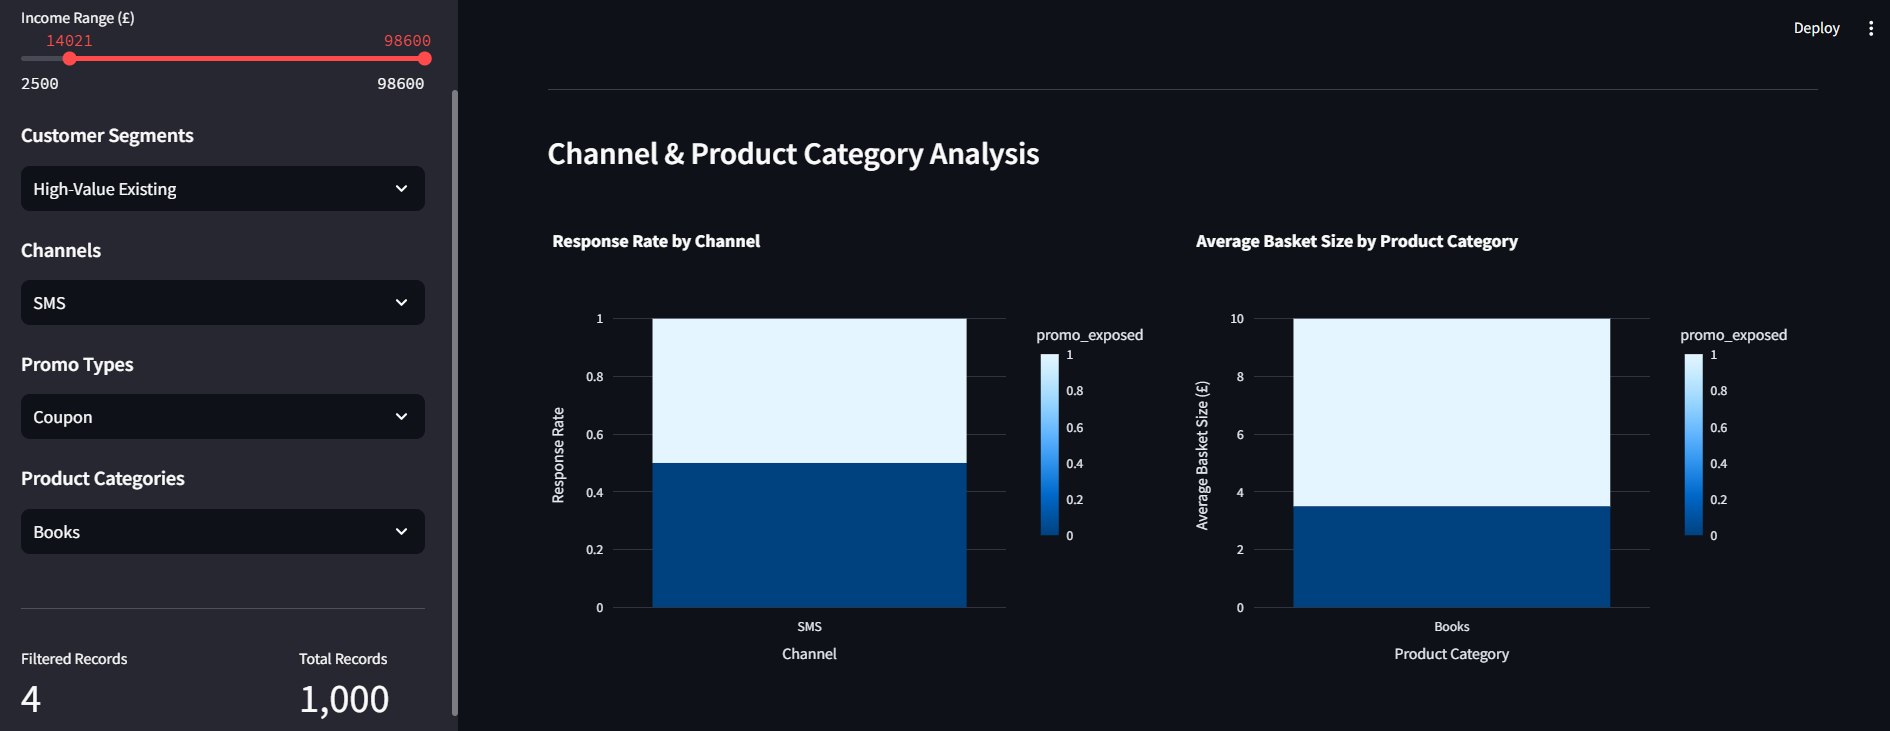 Income Range (£)
14021 98600
2500 98600
Customer Segments
High-Value Existing
Channels
SMS
Promo Types
Coupon
Product Categories
Books
Filtered Records Total Records
4 1,000
Deploy
Channel & Product Category Analysis
Response Rate by Channel
Response Rate
1
0.8
0.6
0.4
0.2
0
SMS
Channel
promo_exposed
1
0.8
0.6
0.4
0.2
0
Average Basket Size by Product Category
Average Basket Size (£)
10
8
6
4
2
0
Books
Product Category
promo_exposed
1
0.8
0.6
0.4
0.2
0